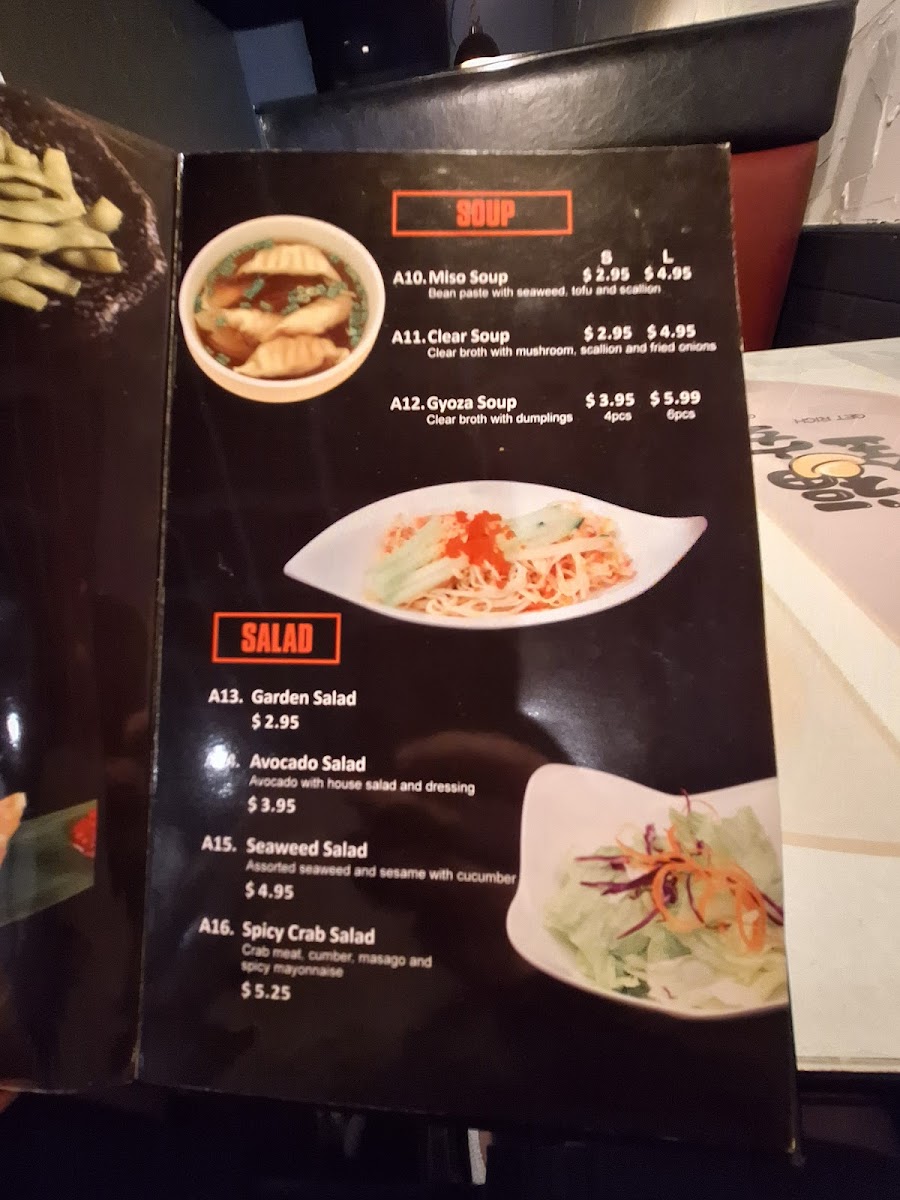 SOUP
S L
A10. Miso Soup $2.95 $4.95
Bean paste with seaweed, tofu and scallion
A11. Clear Soup $2.95 $4.95
Clear broth with mushroom, scallion and fried onions
A12. Gyoza Soup $3.95 $5.99
Clear broth with dumplings 4pcs 6pcs
SALAD
A13. Garden Salad
$2.95
Avocado Salad
Avocado with house salad and dressing
$3.95
A15. Seaweed Salad
Assorted seaweed and sesame with cucumber
$4.95
A16. Spicy Crab Salad
Crab meat, cumber, masago and
spicy mayonnaise
$5.25
GET RICH